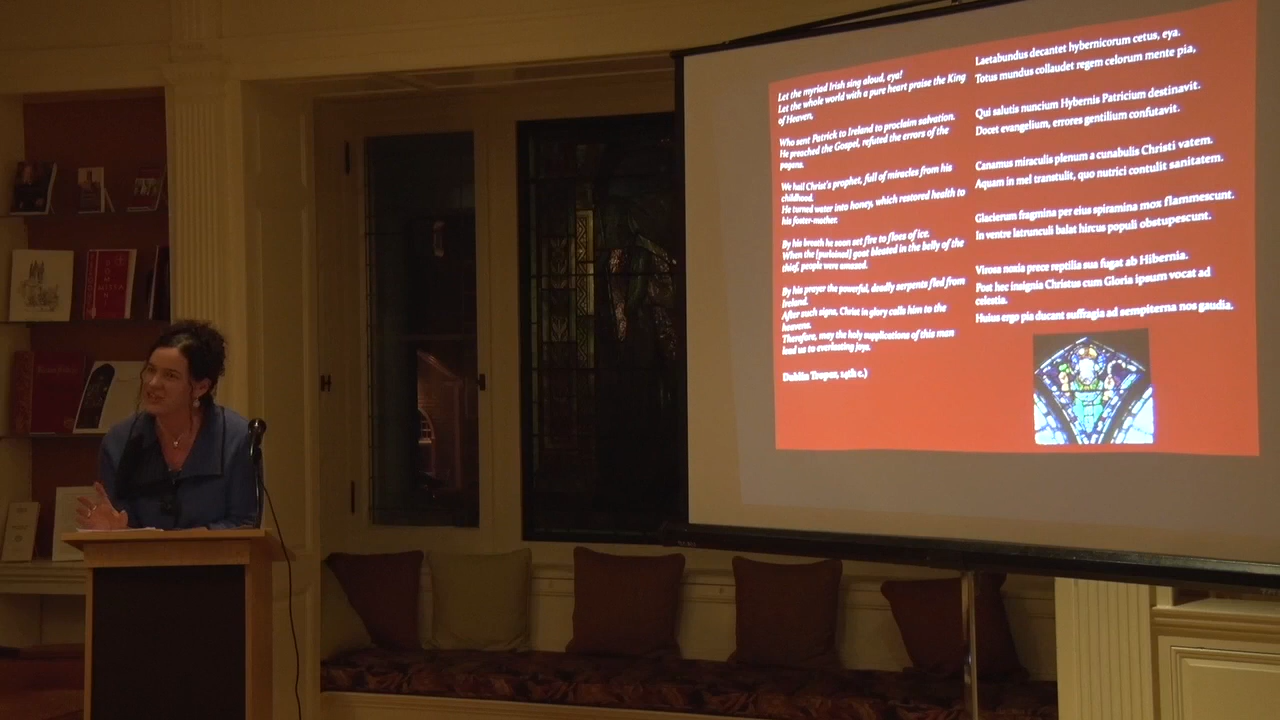 Let the myriad Irish sing aloud, eya!
Let the whole world with a pure heart praise the King
of Heaven,
Who sent Patrick to Ireland to proclaim salvation.
He preached the Gospel, refuted the errors of the
pagans.
We hail Christ's prophet, full of miracles from his
childhood.
He turned water into honey, which restored health to
his foster-mother.
By his breath he soon set fire to floes of ice.
When the [purloined] goat bleated in the belly of the
thief, people were amazed.
By his prayer the powerful, deadly serpents fled from
Ireland.
After such signs, Christ in glory calls him to the
heavens.
Therefore, may the holy supplications of this man
lead us to everlasting joys.
Dublin Troper, 14th c.)
Laetabundus decantet hybernicorum cetus, eya.
Totus mundus collaudet regem celorum mente pia,
Qui salutis nuncium Hybernis Patricium destinavit.
Docet evangelium, errores gentilium confutavit.
Canamus miraculis plenum a cunabulis Christi vatem.
Aquam in mel transtulit, quo nutrici contulit sanitatem.
Glacierum fragmina per eius spiramina mox flammescunt.
In ventre latrunculi balat hircus populi obstupescunt.
Virosa noxia prece reptilia sua fugat ab Hibernia.
Post hec insignia Christus cum Gloria ipsum vocat ad
celestia.
Huius ergo pia ducant suffragia ad sempiterna nos gaudia.